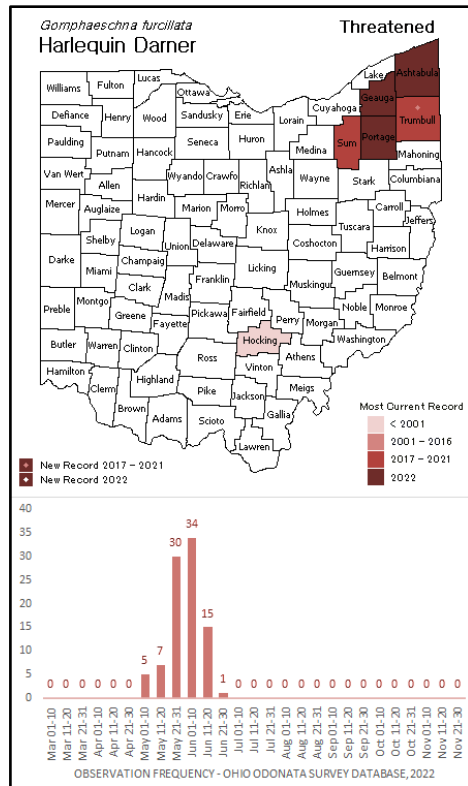 Gomphaeschna furcillata
Threatened
Harlequin Darner
Williams
Fulton
Lucas
Ottawa
Lake
Ashtabula
Geauga
Cuyahoga
Defiance
Henry
Wood
Sandusky
Erie
Lorain
Trumbull
Paulding
Putnam
Hancock
Seneca
Huron
Medina
Sum
Portage
Mahoning
Van Wert
Allen
Wyando
Crawfo
Richlan
Ashla
Wayne
Stark
Columbiana
Mercer
Auglaize
Hardin
Marion
Morro
Holmes
Carroll
Jeffers
Shelby
Logan
Union
Delaware
Knox
Coshocton
Tuscara
Harrison
Darke
Miami
Champaig
Clark
Madis
Franklin
Licking
Muskingu
Guernsey
Belmont
Preble
Montgo
Greene
Fayette
Pickawa
Fairfield
Perry
Morgan
Noble
Monroe
Butler
Warren
Clinton
Ross
Hocking
Athens
Washington
Hamilton
Clerm
Highland
Vinton
Meigs
Brown
Adams
Pike
Scioto
Jackson
Gallia
Lawren
Most Current Record
< 2001
2001 - 2016
2017 - 2021
2022
New Record 2017 - 2021
New Record 2022
40
35
30
25
20
15
10
5
0
0 0 0 0 0 0 5 7 30 34 15 1 0 0 0 0 0 0 0 0 0 0 0 0 0 0 0
Mar 01-10
Mar 11-20
Mar 21-31
Apr 01-10
Apr 11-20
Apr 21-30
May 01-10
May 11-20
May 21-31
Jun 01-10
Jun 11-20
Jun 21-30
Jul 01-10
Jul 11-20
Jul 21-31
Aug 01-10
Aug 11-20
Aug 21-31
Sep 01-10
Sep 11-20
Sep 21-30
Oct 01-10
Oct 11-20
Oct 21-31
Nov 01-10
Nov 11-20
Nov 21-30
OBSERVATION FREQUENCY - OHIO ODONATA SURVEY DATABASE, 2022